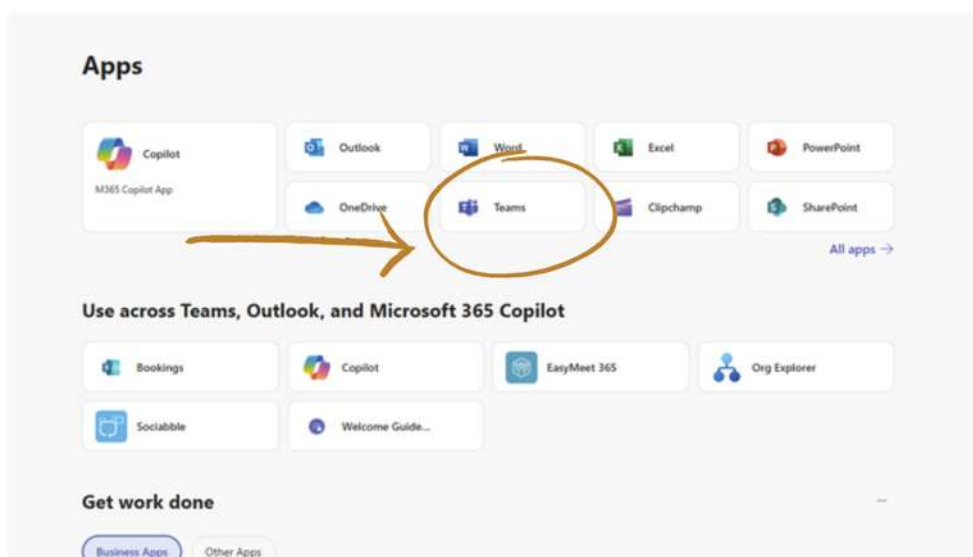 Apps
Copilot
M365 Copilot App
Outlook
Word
Excel
PowerPoint
OneDrive
Teams
Clipchamp
SharePoint
All apps →
Use across Teams, Outlook, and Microsoft 365 Copilot
Bookings
Copilot
EasyMeet 365
Org Explorer
Sociabble
Welcome Guide...
Get work done
...
Business Apps
Other Apps